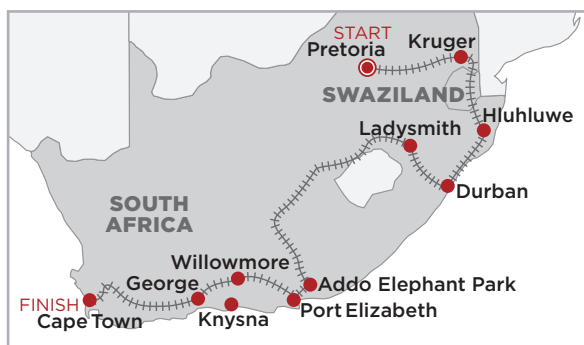 START
Pretoria
Kruger
SWAZILAND
Ladysmith
Hluhluwe
Durban
SOUTH
AFRICA
Willowmore
George
Addo Elephant Park
FINISH
Cape Town
Knysna
Port Elizabeth